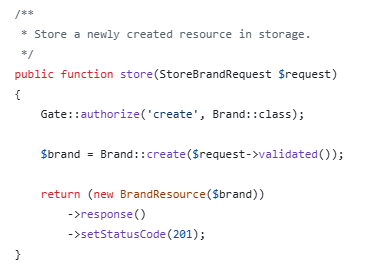 /**
 * Store a newly created resource in storage.
 */
public function store(StoreBrandRequest $request)
{
    Gate::authorize('create', Brand::class);

    $brand = Brand::create($request->validated());

    return (new BrandResource($brand))
        ->response()
        ->setStatusCode(201);
}